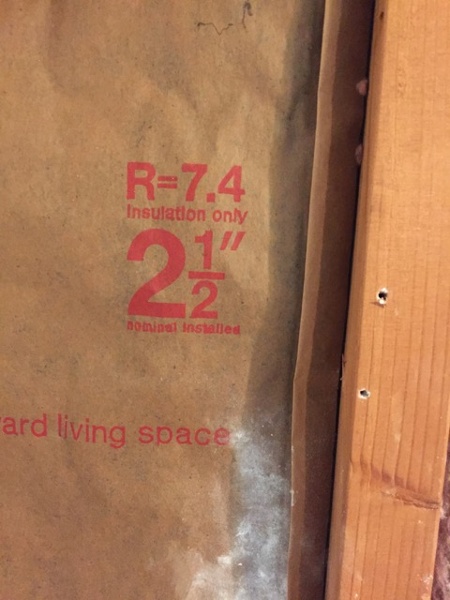 R=7.4
insulation only
2 1/2"
nominal installed
ard living space